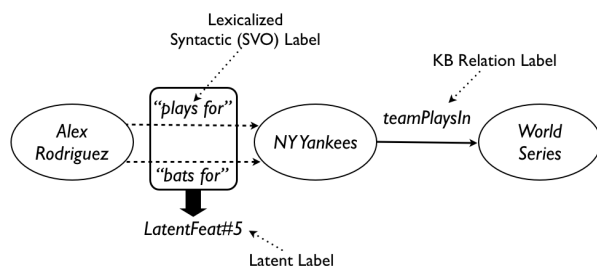 Lexicalized
Syntactic (SVO) Label
KB Relation Label
"plays for"
teamPlaysIn
Alex
Rodriguez
NY Yankees
World
Series
"bats for"
LatentFeat#5
Latent Label